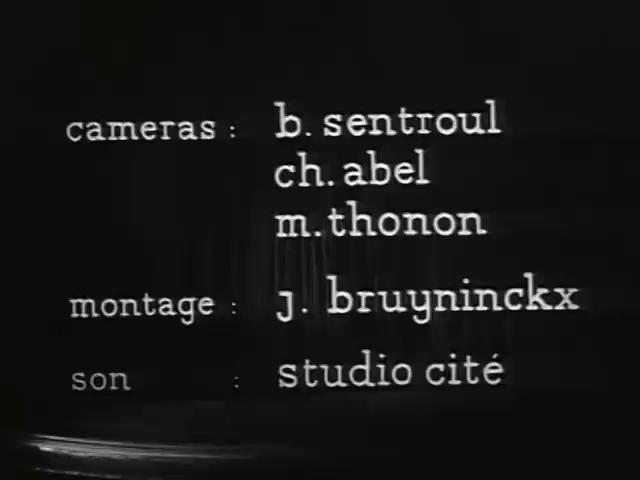 cameras : b. sentroul
ch. abel
m. thonon
montage : j. bruyninckx
son : studio cité